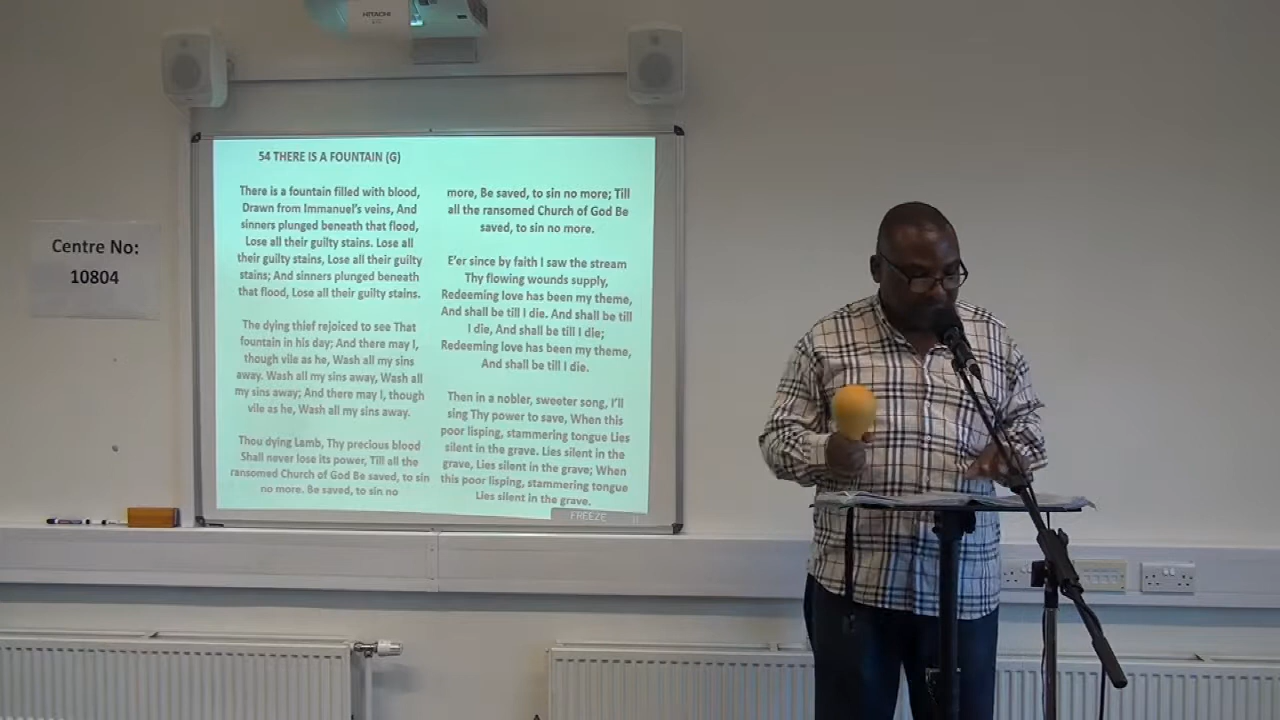 HITACHI
Centre No:
10804
54 THERE IS A FOUNTAIN (G)
There is a fountain filled with blood,
Drawn from Immanuel's veins, And
sinners plunged beneath that flood,
Lose all their guilty stains. Lose all
their guilty stains, Lose all their guilty
stains; And sinners plunged beneath
that flood, Lose all their guilty stains.
The dying thief rejoiced to see That
fountain in his day; And there may I,
though vile as he, Wash all my sins
away. Wash all my sins away, Wash all
my sins away; And there may I, though
vile as he, Wash all my sins away.
Thou dying Lamb, Thy precious blood
Shall never lose its power, Till all the
ransomed Church of God Be saved, to sin
no more. Be saved, to sin no
more, Be saved, to sin no more; Till
all the ransomed Church of God Be
saved, to sin no more.
E'er since by faith I saw the stream
Thy flowing wounds supply,
Redeeming love has been my theme,
And shall be till I die. And shall be till
I die, And shall be till I die;
Redeeming love has been my theme,
And shall be till I die.
Then in a nobler, sweeter song, I'll
sing Thy power to save, When this
poor lisping, stammering tongue Lies
silent in the grave. Lies silent in the
grave, Lies silent in the grave; When
this poor lisping, stammering tongue
Lies silent in the grave.
FREEZE